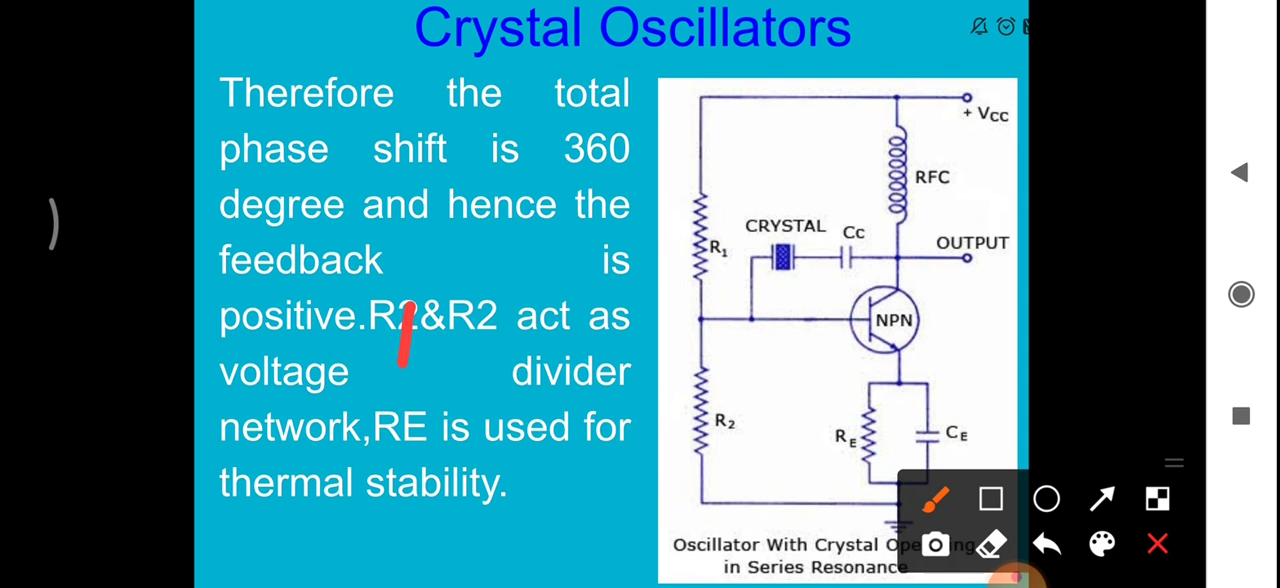 Crystal Oscillators
Therefore the total
phase shift is 360
degree and hence the
feedback is
positive.R2&R2 act as
voltage divider
network,RE is used for
thermal stability.
+ Vcc
RFC
CRYSTAL Cc
OUTPUT
R1
NPN
R2
RE
CE
Oscillator With Crystal Operating
in Series Resonance